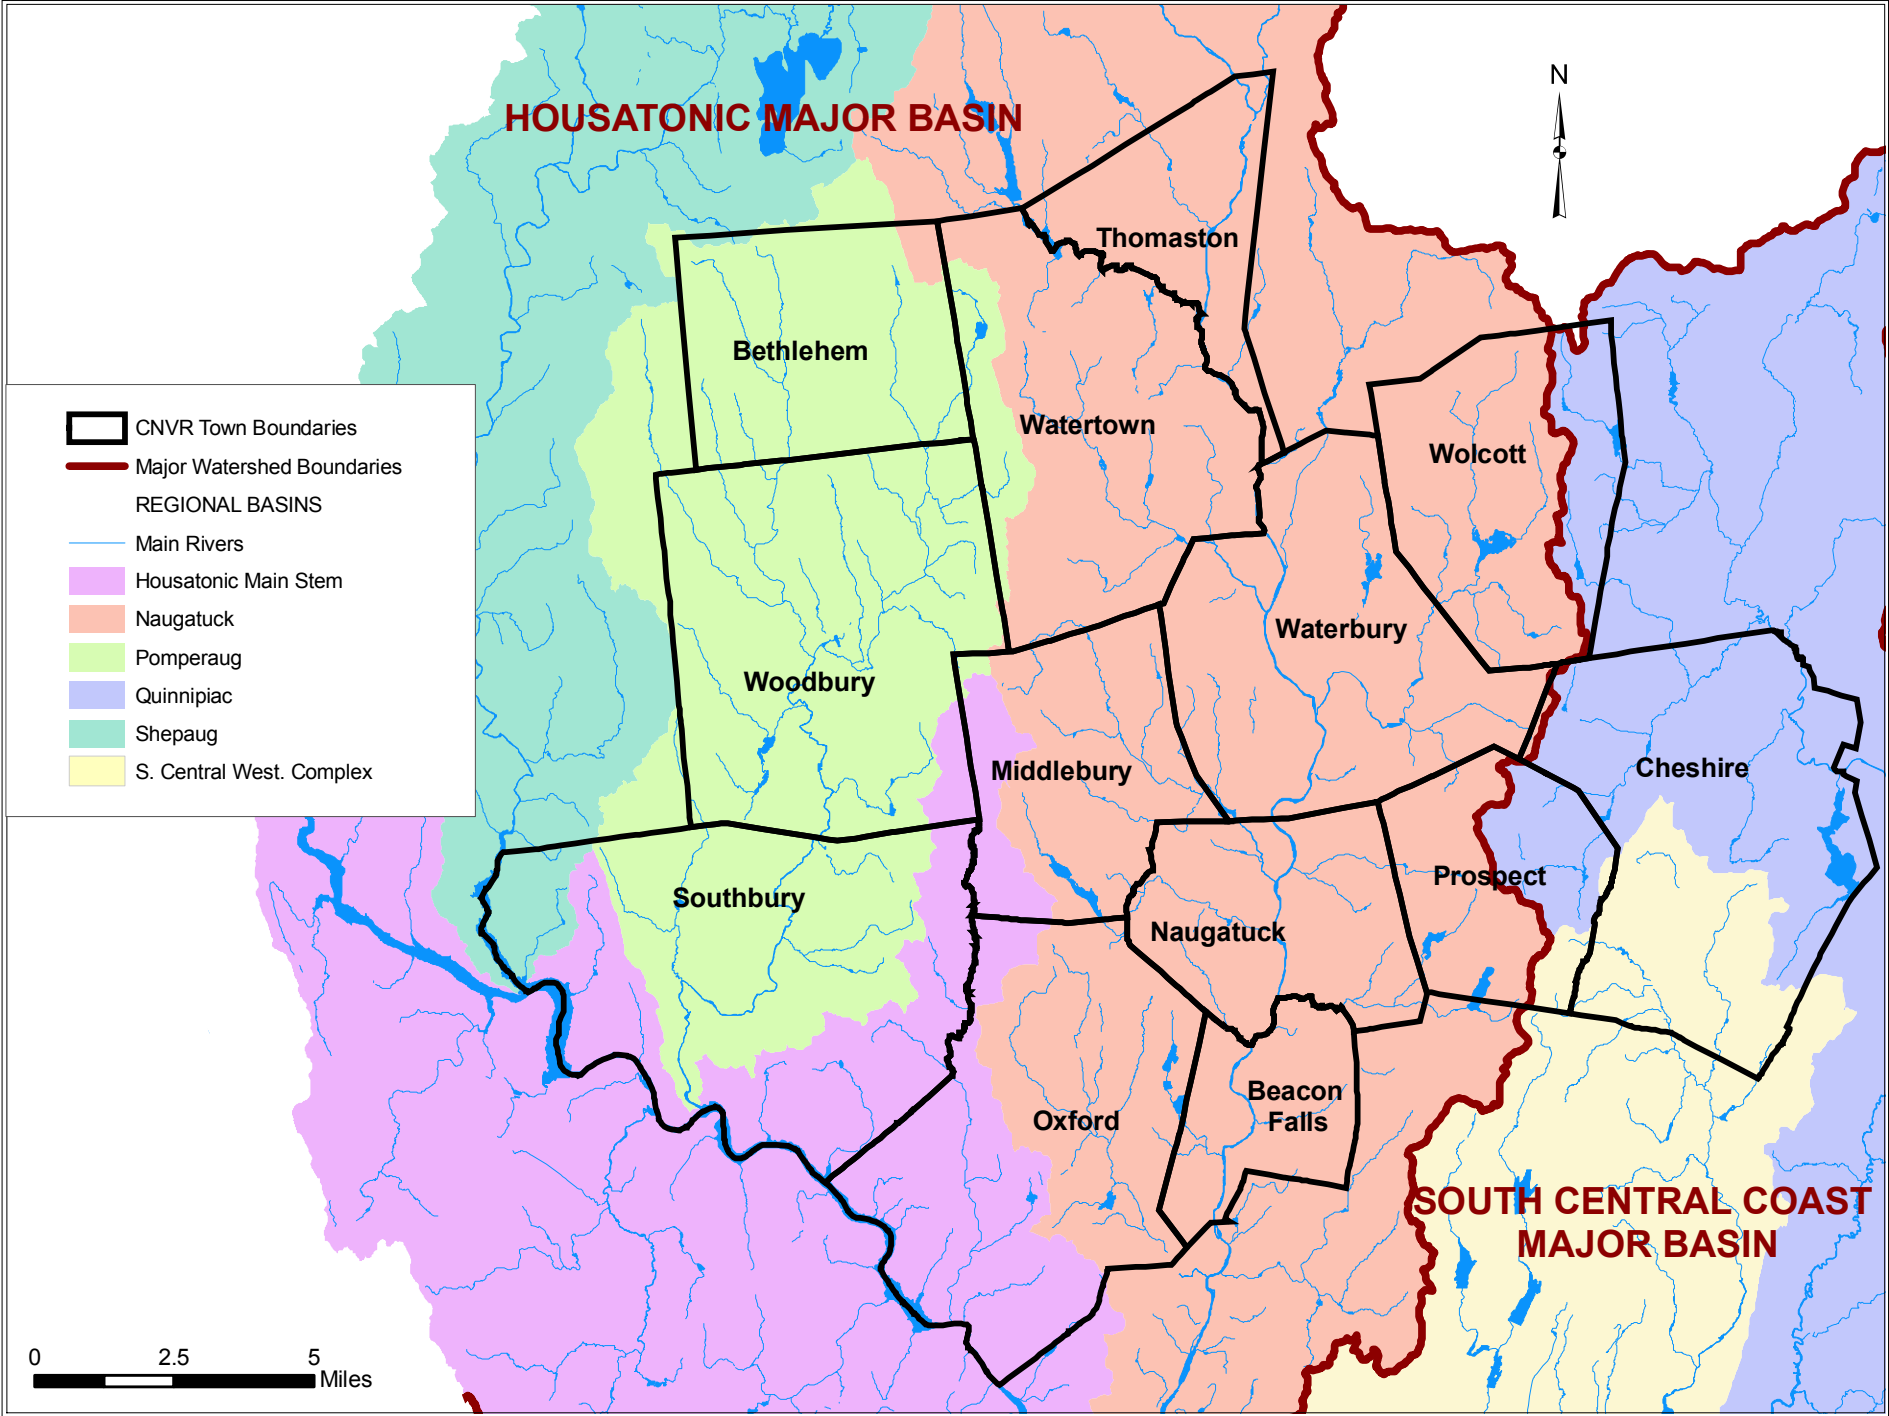 N
HOUSATONIC MAJOR BASIN
Thomaston
Bethlehem
Watertown
Wolcott
CNVR Town Boundaries
Major Watershed Boundaries
REGIONAL BASINS
Main Rivers
Housatonic Main Stem
Naugatuck
Pomperaug
Quinnipiac
Shepaug
S. Central West. Complex
Waterbury
Woodbury
Middlebury
Cheshire
Prospect
Southbury
Naugatuck
Beacon
Falls
Oxford
SOUTH CENTRAL COAST
MAJOR BASIN
0 2.5 5
Miles